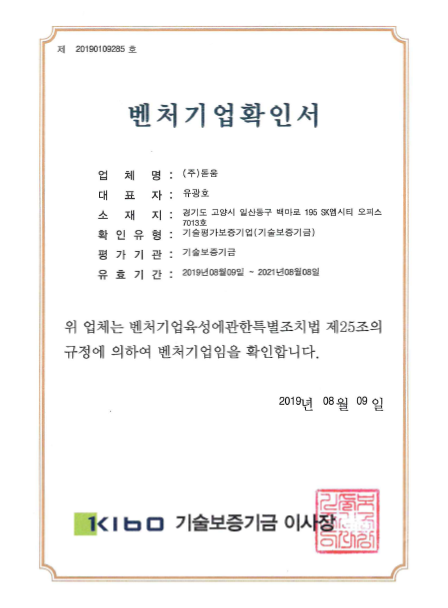 제 20190109285 호
벤처기업확인서
업 체 명 : (주)돋움
대 표 자 : 유광호
소 재 지 : 경기도 고양시 일산동구 백마로 195 SK엠시티 오피스
7013호
확 인 유 형 : 기술평가보증기업(기술보증기금)
평 가 기 관 : 기술보증기금
유 효 기 간 : 2019년08월09일 ~ 2021년08월08일
위 업체는 벤처기업육성에관한특별조치법 제25조의
규정에 의하여 벤처기업임을 확인합니다.
2019년 08월 09일
KIBO 기술보증기금 이사장